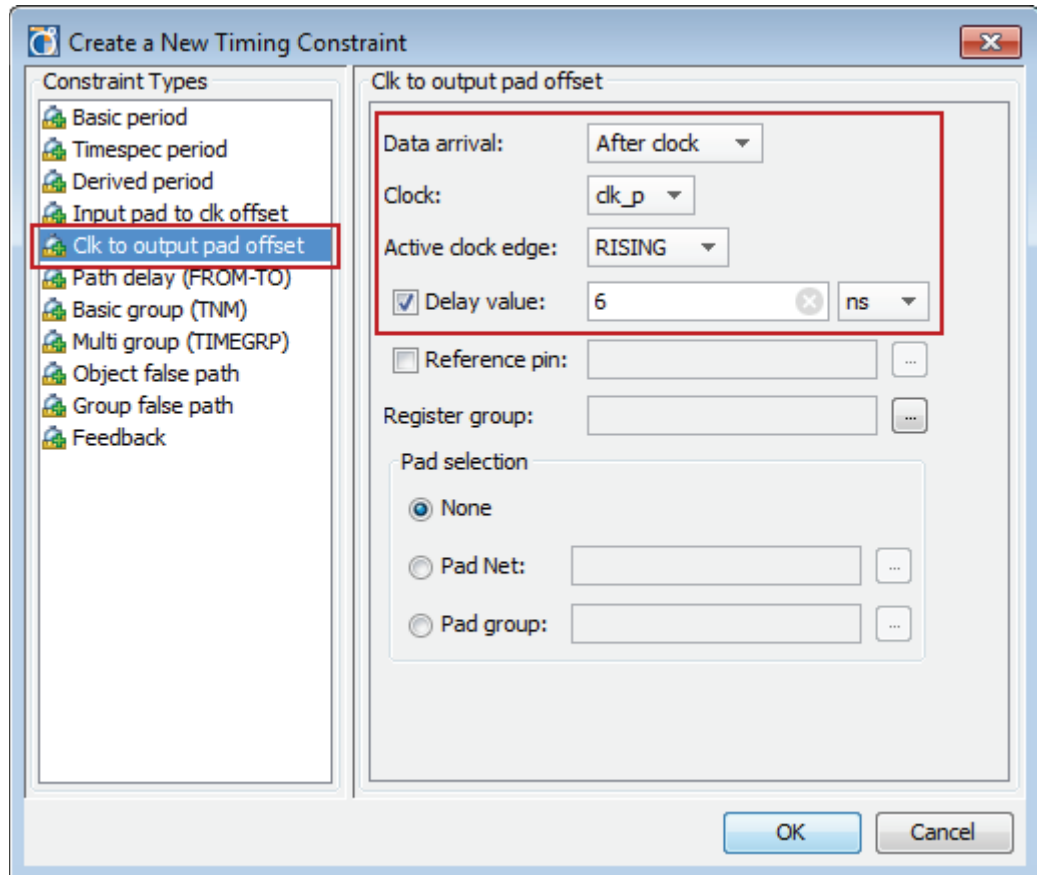 Create a New Timing Constraint
Constraint Types
Basic period
Timespec period
Derived period
Input pad to clk offset
Clk to output pad offset
Path delay (FROM-TO)
Basic group (TNM)
Multi group (TIMEGRP)
Object false path
Group false path
Feedback
Clk to output pad offset
Data arrival: After clock
Clock: clk_p
Active clock edge: RISING
Delay value: 6 ns
Reference pin: ...
Register group: ...
Pad selection
None
Pad Net: ...
Pad group: ...
OK Cancel